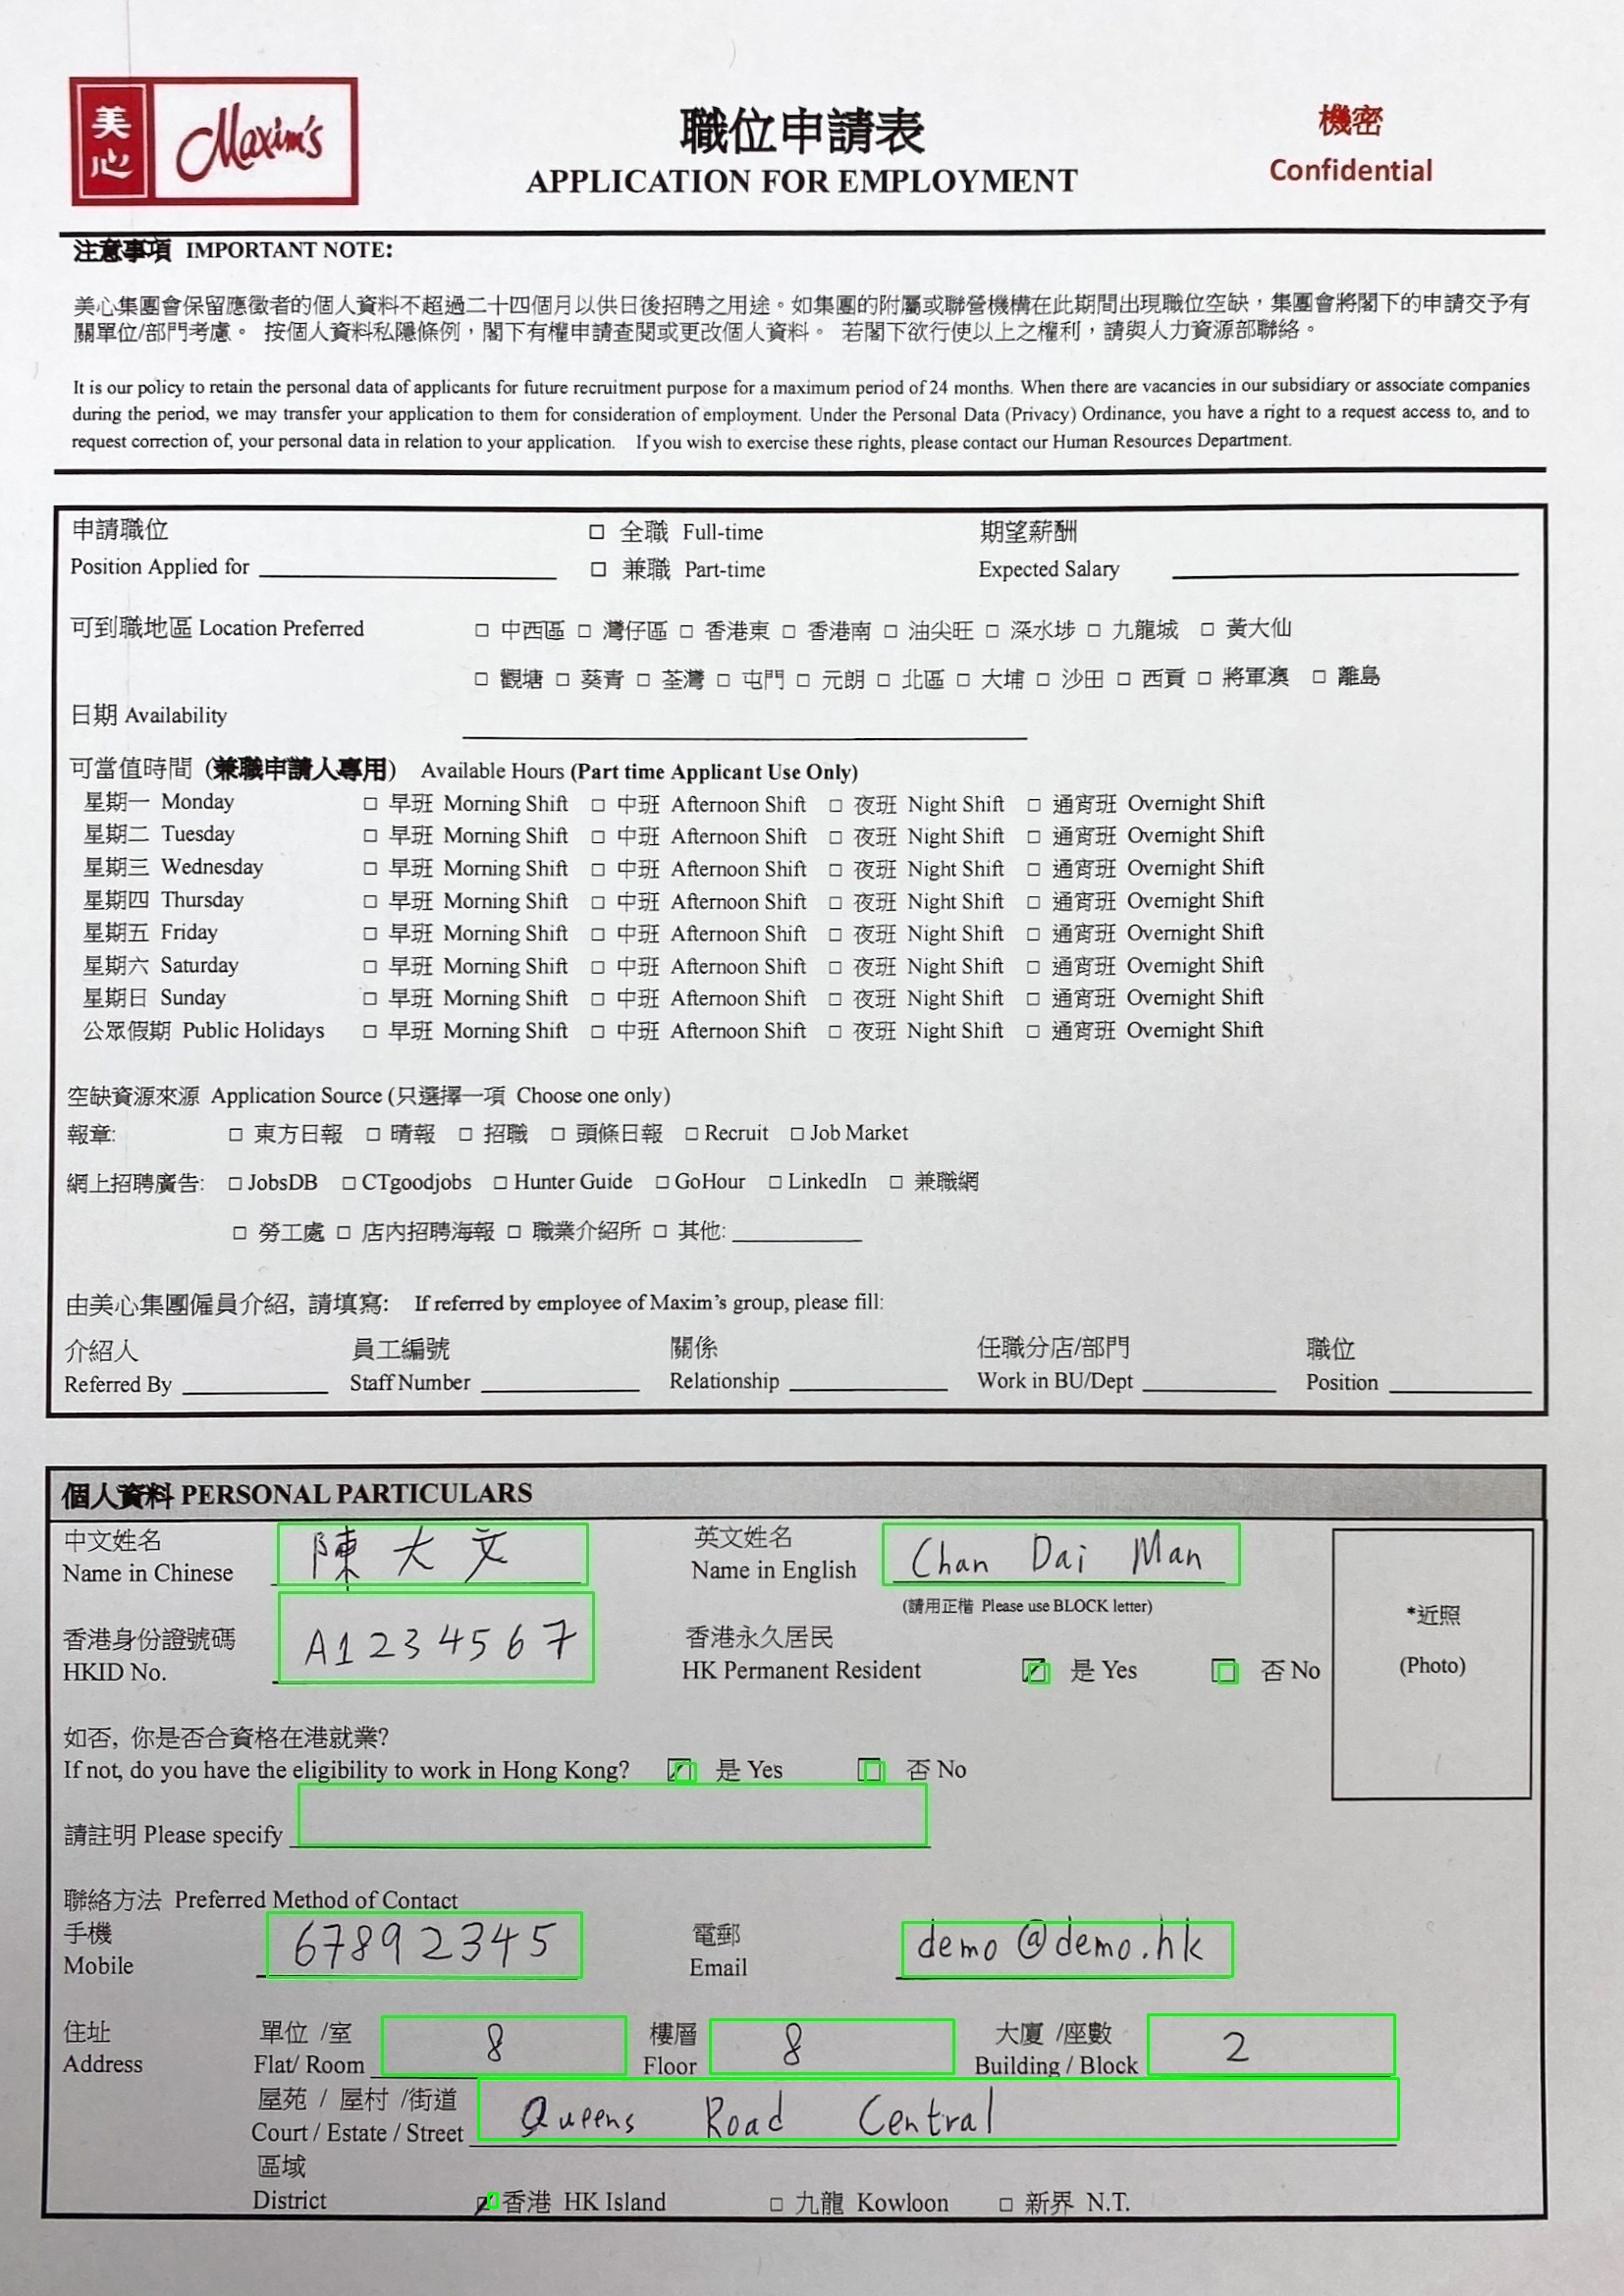 美心 Maxim's
職位申請表
APPLICATION FOR EMPLOYMENT
機密
Confidential
注意事項 IMPORTANT NOTE:
美心集團會保留應徵者的個人資料不超過二十四個月以供日後招聘之用途。如集團的附屬或聯營機構在此期間出現職位空缺，集團會將閣下的申請交予有
關單位/部門考慮。 按個人資料私隱條例，閣下有權申請查閱或更改個人資料。 若閣下欲行使以上之權利，請與人力資源部聯絡。
It is our policy to retain the personal data of applicants for future recruitment purpose for a maximum period of 24 months. When there are vacancies in our subsidiary or associate companies
during the period, we may transfer your application to them for consideration of employment. Under the Personal Data (Privacy) Ordinance, you have a right to a request access to, and to
request correction of, your personal data in relation to your application. If you wish to exercise these rights, please contact our Human Resources Department.
申請職位 □ 全職 Full-time 期望薪酬
Position Applied for □ 兼職 Part-time Expected Salary
可到職地區 Location Preferred □ 中西區 □ 灣仔區 □ 香港東 □ 香港南 □ 油尖旺 □ 深水埗 □ 九龍城 □ 黃大仙
□ 觀塘 □ 葵青 □ 荃灣 □ 屯門 □ 元朗 □ 北區 □ 大埔 □ 沙田 □ 西貢 □ 將軍澳 □ 離島
日期 Availability
可當值時間 (兼職申請人專用) Available Hours (Part time Applicant Use Only)
星期一 Monday □ 早班 Morning Shift □ 中班 Afternoon Shift □ 夜班 Night Shift □ 通宵班 Overnight Shift
星期二 Tuesday □ 早班 Morning Shift □ 中班 Afternoon Shift □ 夜班 Night Shift □ 通宵班 Overnight Shift
星期三 Wednesday □ 早班 Morning Shift □ 中班 Afternoon Shift □ 夜班 Night Shift □ 通宵班 Overnight Shift
星期四 Thursday □ 早班 Morning Shift □ 中班 Afternoon Shift □ 夜班 Night Shift □ 通宵班 Overnight Shift
星期五 Friday □ 早班 Morning Shift □ 中班 Afternoon Shift □ 夜班 Night Shift □ 通宵班 Overnight Shift
星期六 Saturday □ 早班 Morning Shift □ 中班 Afternoon Shift □ 夜班 Night Shift □ 通宵班 Overnight Shift
星期日 Sunday □ 早班 Morning Shift □ 中班 Afternoon Shift □ 夜班 Night Shift □ 通宵班 Overnight Shift
公眾假期 Public Holidays □ 早班 Morning Shift □ 中班 Afternoon Shift □ 夜班 Night Shift □ 通宵班 Overnight Shift
空缺資源來源 Application Source (只選擇一項 Choose one only)
報章: □ 東方日報 □ 晴報 □ 招職 □ 頭條日報 □ Recruit □ Job Market
網上招聘廣告: □ JobsDB □ CTgoodjobs □ Hunter Guide □ GoHour □ LinkedIn □ 兼職網
□ 勞工處 □ 店內招聘海報 □ 職業介紹所 □ 其他:
由美心集團僱員介紹, 請填寫: If referred by employee of Maxim's group, please fill:
介紹人 員工編號 關係 任職分店/部門 職位
Referred By Staff Number Relationship Work in BU/Dept Position
個人資料 PERSONAL PARTICULARS
中文姓名 英文姓名
Name in Chinese 陳大文 Name in English Chan Dai Man
(請用正楷 Please use BLOCK letter)
香港身份證號碼 香港永久居民
HKID No. A1234567 HK Permanent Resident ☑ 是 Yes □ 否 No
*近照
(Photo)
如否, 你是否合資格在港就業?
If not, do you have the eligibility to work in Hong Kong? ☑ 是 Yes □ 否 No
請註明 Please specify
聯絡方法 Preferred Method of Contact
手機 電郵
Mobile 67892345 Email demo@demo.hk
住址 單位 /室 樓層 大廈 /座數
Address Flat/ Room 8 Floor 8 Building / Block 2
屋苑 / 屋村 /街道
Court / Estate / Street Queens Road Central
區域
District ☑ 香港 HK Island □ 九龍 Kowloon □ 新界 N.T.